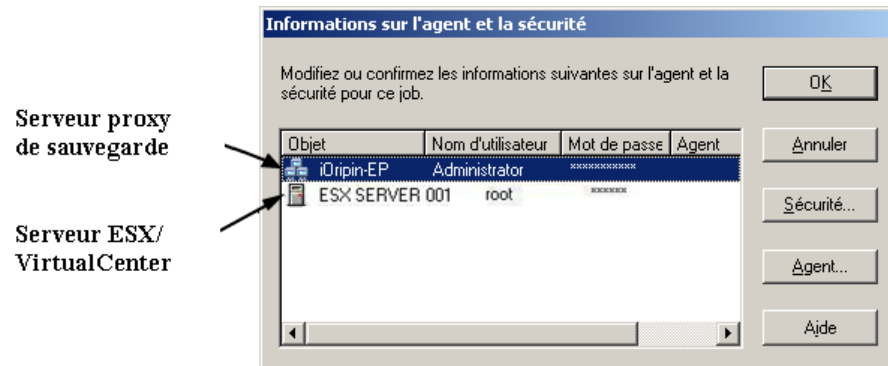 Informations sur l'agent et la sécurité
Modifiez ou confirmez les informations suivantes sur l'agent et la
sécurité pour ce job.
OK
Serveur proxy
de sauvegarde
Objet Nom d'utilisateur Mot de passe Agent
Annuler
iOripin-EP Administrator ***********
ESX SERVER 001 root ******
Sécurité...
Serveur ESX/
VirtualCenter
Agent...
Aide